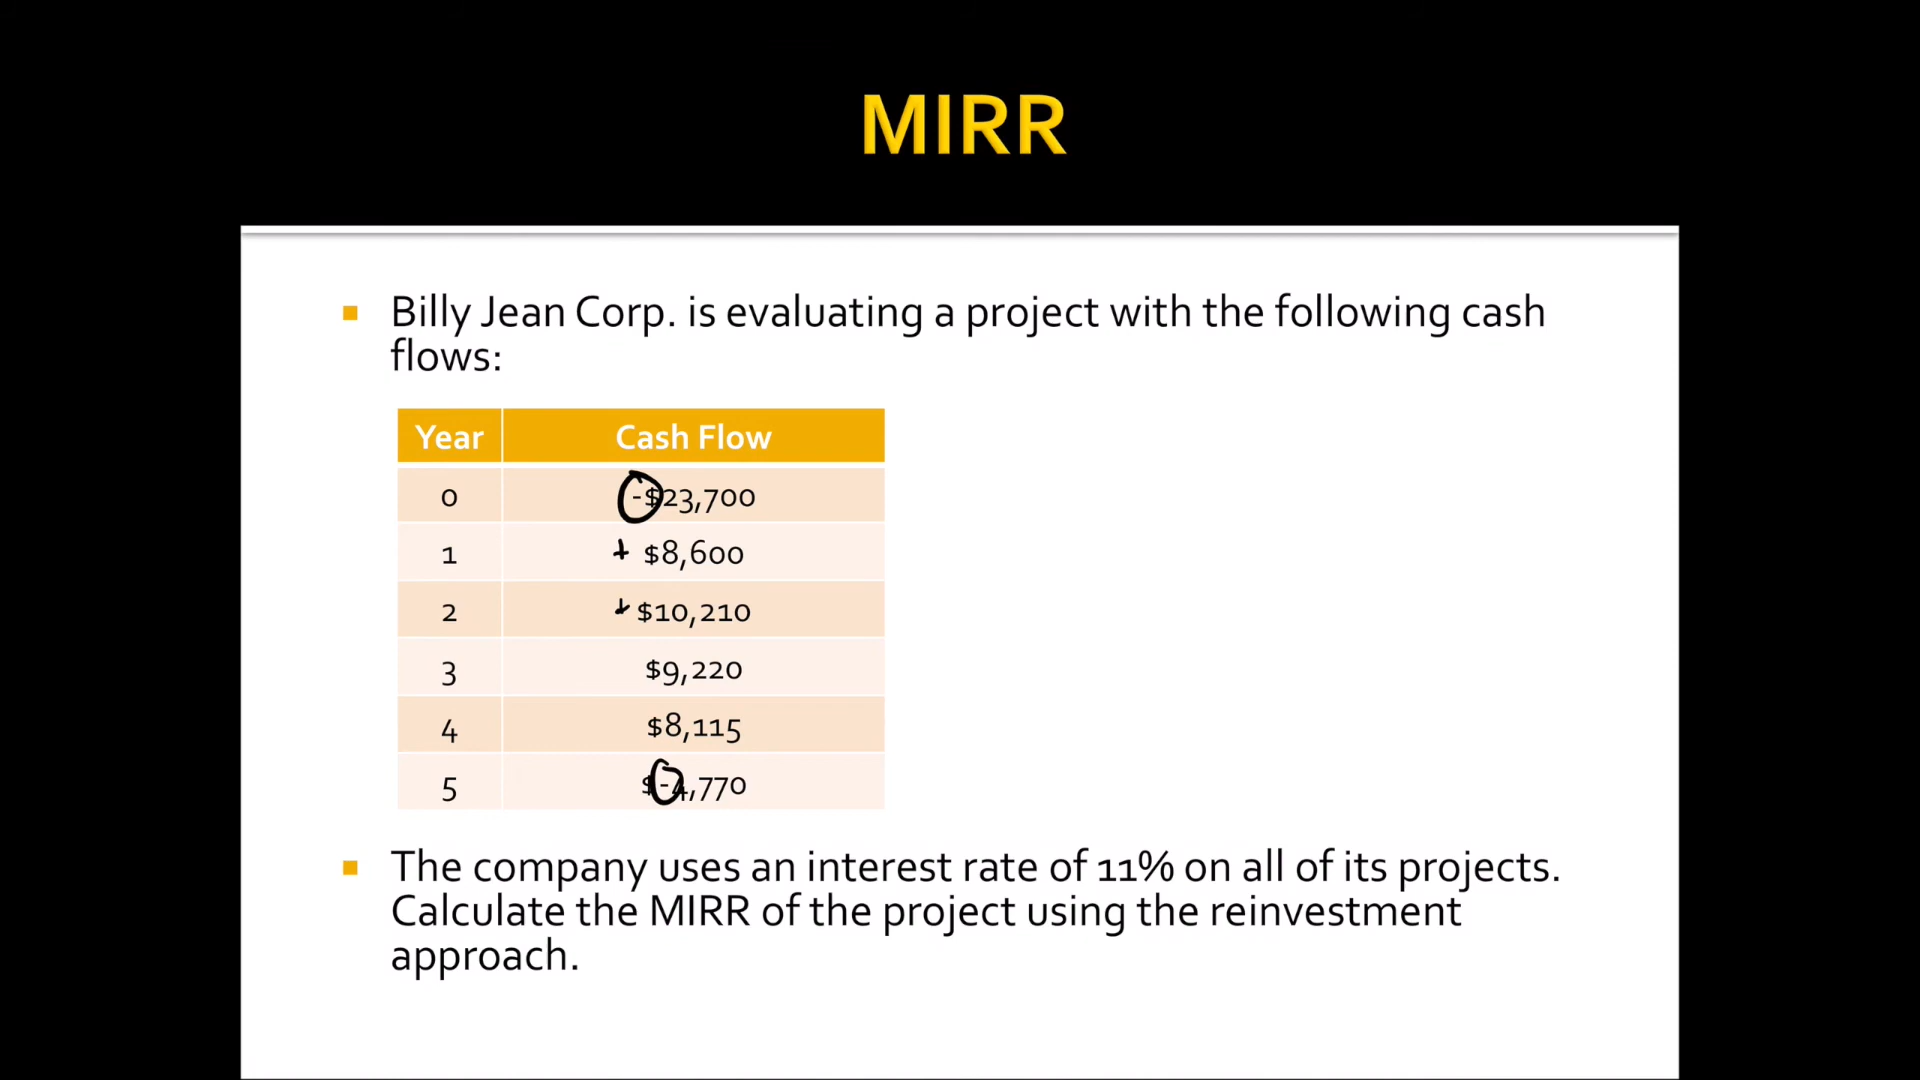 MIRR
Billy Jean Corp. is evaluating a project with the following cash
flows:
Year Cash Flow
0 -$23,700
1 + $8,600
2 + $10,210
3 $9,220
4 $8,115
5 $-4,770
The company uses an interest rate of 11% on all of its projects.
Calculate the MIRR of the project using the reinvestment
approach.